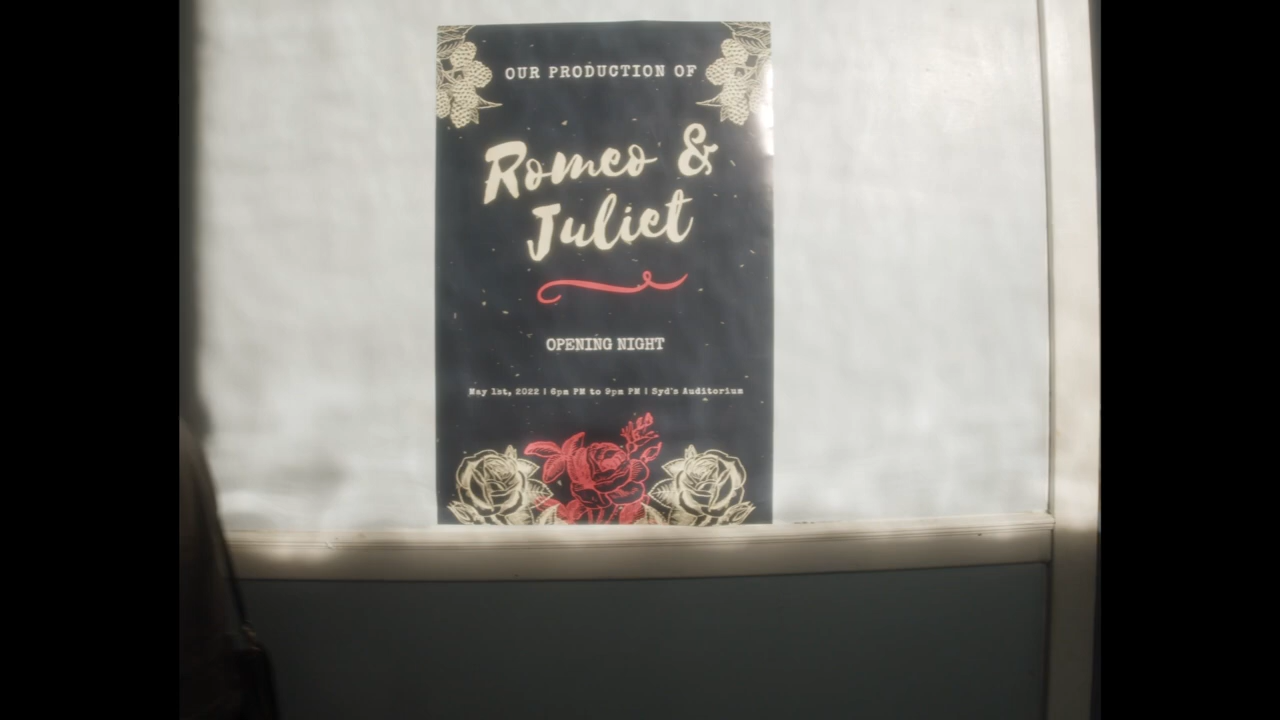 OUR PRODUCTION OF
Romeo &
Juliet
OPENING NIGHT
May 1st, 2022 | 6pm PM to 9pm PM | Syd's Auditorium